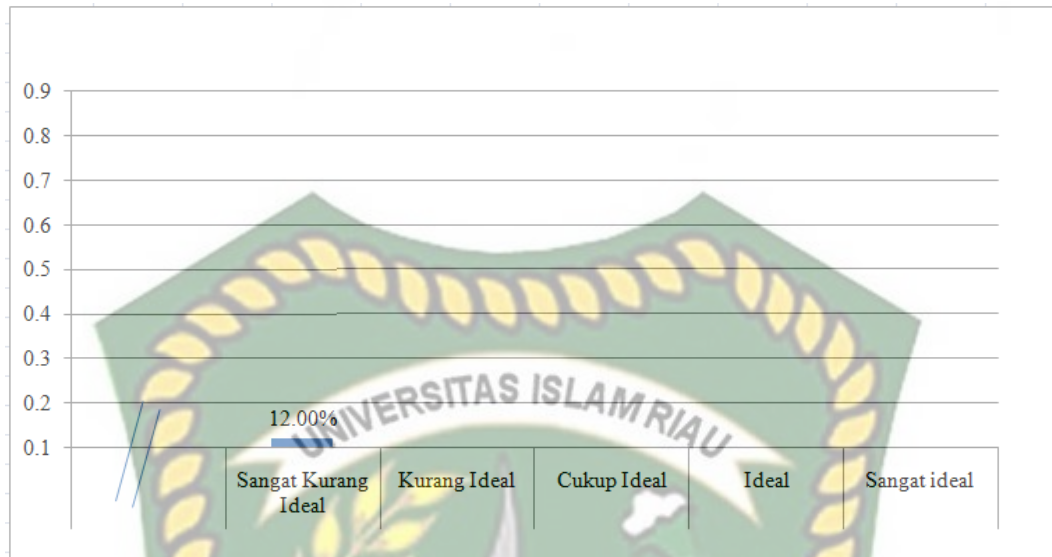 0.9
0.8
0.7
0.6
0.5
0.4
0.3
0.2
0.1
12.00%
UNIVERSITAS ISLAM RIAU
Sangat Kurang
Ideal
Kurang Ideal
Cukup Ideal
Ideal
Sangat ideal